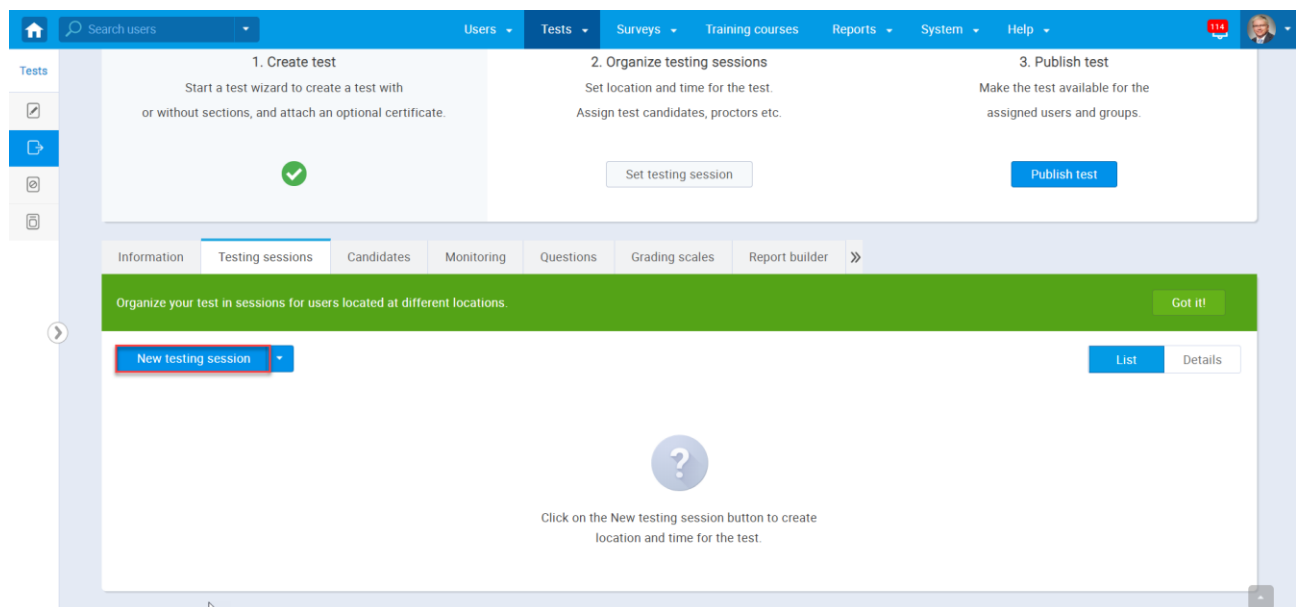 Search users
Users
Tests
Surveys
Training courses
Reports
System
Help
114
Tests
1. Create test
Start a test wizard to create a test with
or without sections, and attach an optional certificate.
2. Organize testing sessions
Set location and time for the test.
Assign test candidates, proctors etc.
Set testing session
3. Publish test
Make the test available for the
assigned users and groups.
Publish test
Information
Testing sessions
Candidates
Monitoring
Questions
Grading scales
Report builder
Organize your test in sessions for users located at different locations.
Got it!
New testing session
List
Details
?
Click on the New testing session button to create
location and time for the test.